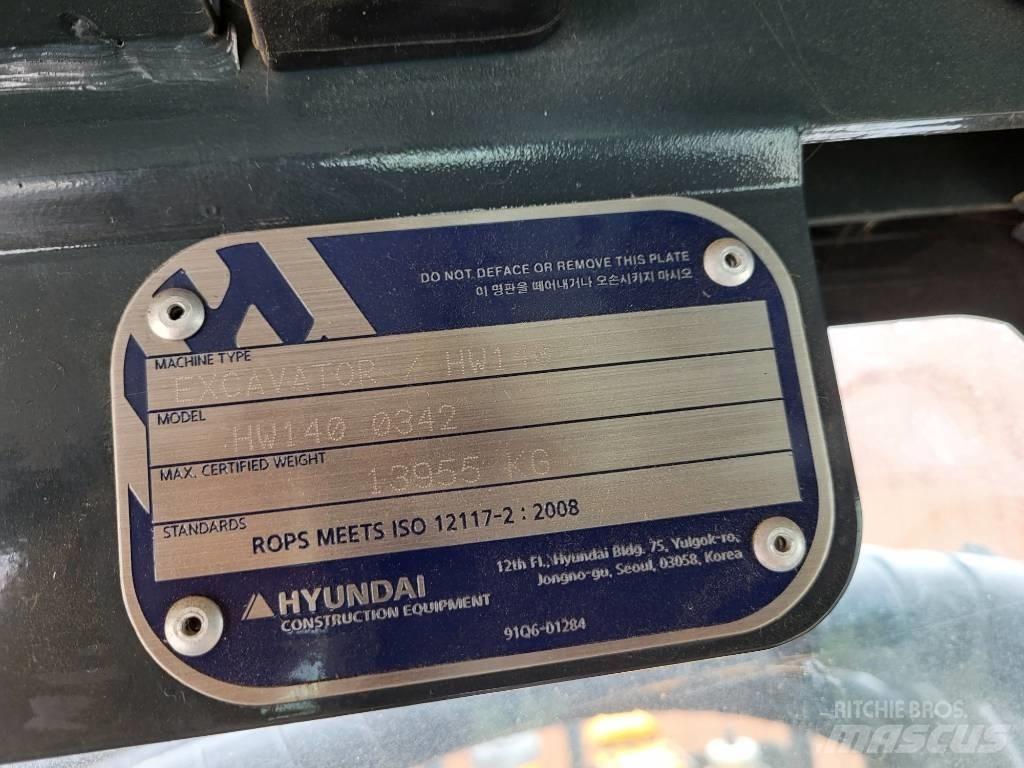 DO NOT DEFACE OR REMOVE THIS PLATE
이 명판을 떼어내거나 오손시키지 마시오
MACHINE TYPE
EXCAVATOR / HW140
MODEL
HW140 0342
MAX. CERTIFIED WEIGHT
13955 KG
STANDARDS
ROPS MEETS ISO 12117-2 : 2008
12th Fl., Hyundai Bldg. 75, Yulgok-ro,
Jongno-gu, Seoul, 03058, Korea
HYUNDAI
CONSTRUCTION EQUIPMENT
91Q6-01284
RITCHIE BROS.
MASCUS